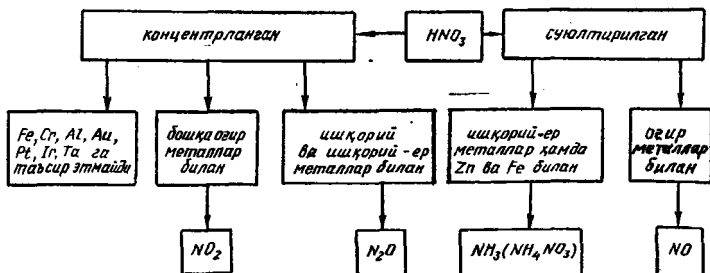 концентрланган
HNO₃
суюлтирилган
Fe, Cr, Al, Au,
Pt, Ir, Ta га
таъсир этмайди
бошқа оғир
металлар
билан
ишқорий
ва ишқорий-ер
металлар билан
ишқорий-ер
металлар ҳамда
Zn ва Fe билан
оғир
металлар
билан
NO₂
N₂O
NH₃(NH₄NO₃)
NO